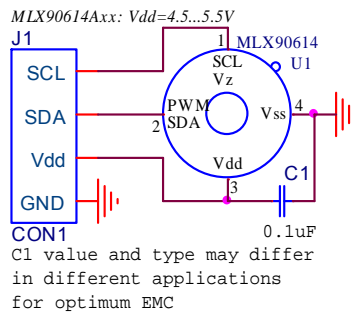 MLX90614Axx: Vdd=4.5...5.5V
J1
1
MLX90614
SCL
U1
SCL
Vz
SDA
PWM
Vss
4
2
SDA
Vdd
Vdd
C1
3
GND
0.1uF
CON1
C1 value and type may differ
in different applications
for optimum EMC